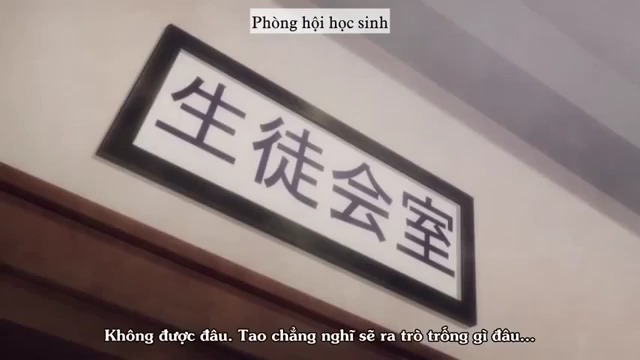 Phòng hội học sinh
生徒会室
Không được đâu. Tao chẳng nghĩ sẽ ra trò trống gì đâu...